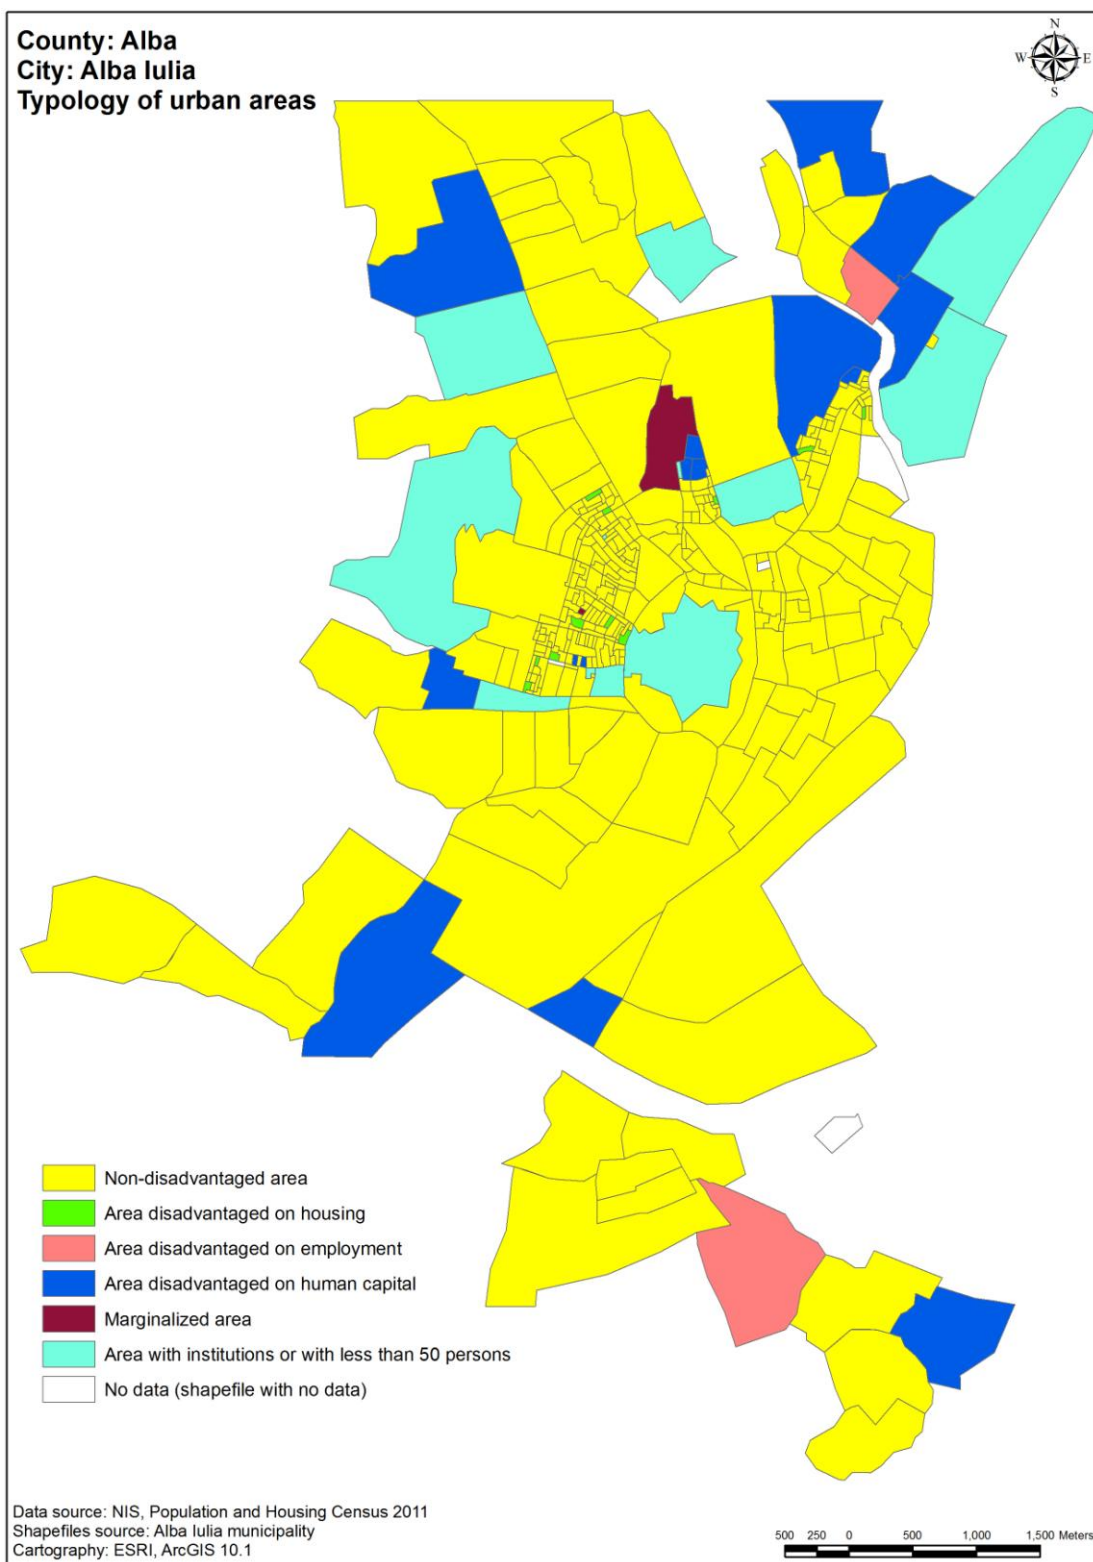 County: Alba
City: Alba Iulia
Typology of urban areas
N
W E
S
Non-disadvantaged area
Area disadvantaged on housing
Area disadvantaged on employment
Area disadvantaged on human capital
Marginalized area
Area with institutions or with less than 50 persons
No data (shapefile with no data)
Data source: NIS, Population and Housing Census 2011
Shapefiles source: Alba Iulia municipality
Cartography: ESRI, ArcGIS 10.1
500 250 0 500 1,000 1,500 Meters